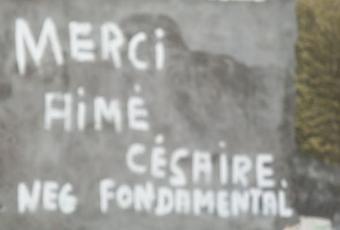 MERCi
AiMÉ
CÉSAiRE.
NEG FONDAMENTAL